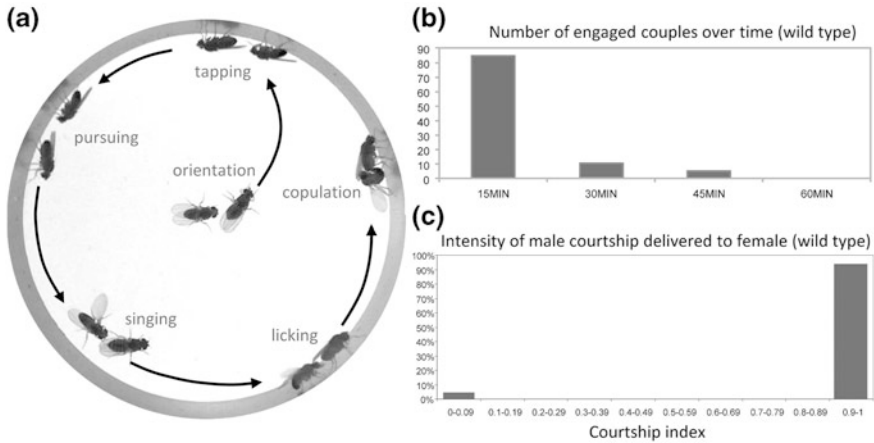 (a)
tapping
pursuing
orientation
copulation
singing
licking
(b)
Number of engaged couples over time (wild type)
90
80
70
60
50
40
30
20
10
0
15MIN 30MIN 45MIN 60MIN
(c)
Intensity of male courtship delivered to female (wild type)
100%
90%
80%
70%
60%
50%
40%
30%
20%
10%
0%
0-0.09 0.1-0.19 0.2-0.29 0.3-0.39 0.4-0.49 0.5-0.59 0.6-0.69 0.7-0.79 0.8-0.89 0.9-1
Courtship index